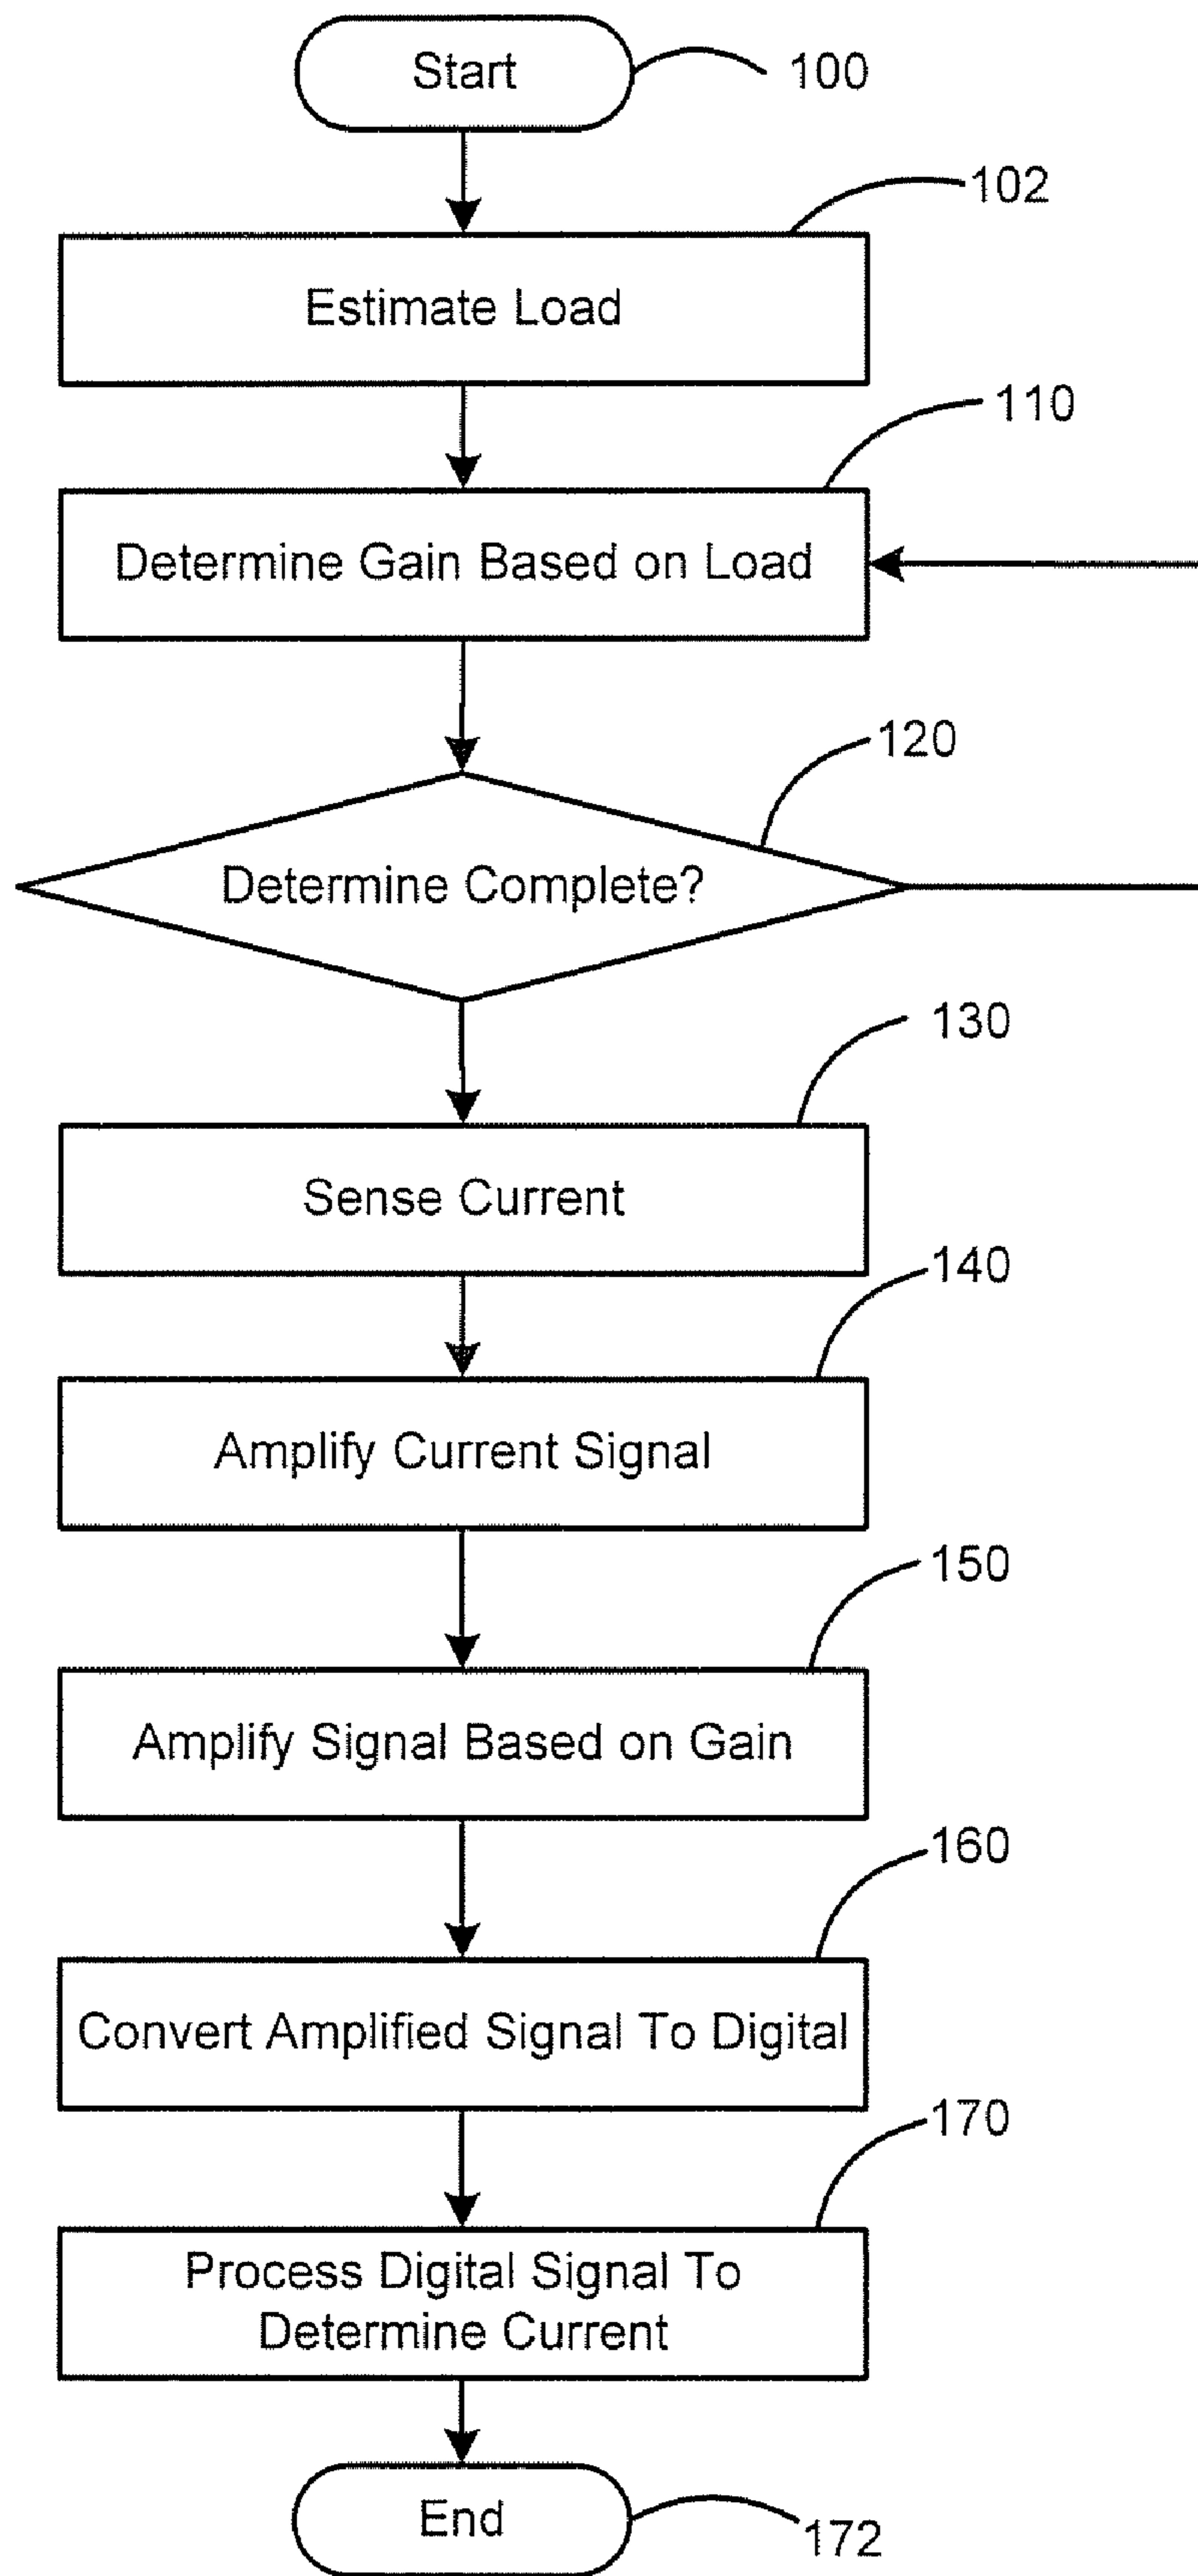 Start
100
102
Estimate Load
110
Determine Gain Based on Load
120
Determine Complete?
130
Sense Current
140
Amplify Current Signal
150
Amplify Signal Based on Gain
160
Convert Amplified Signal To Digital
170
Process Digital Signal To
Determine Current
End
172